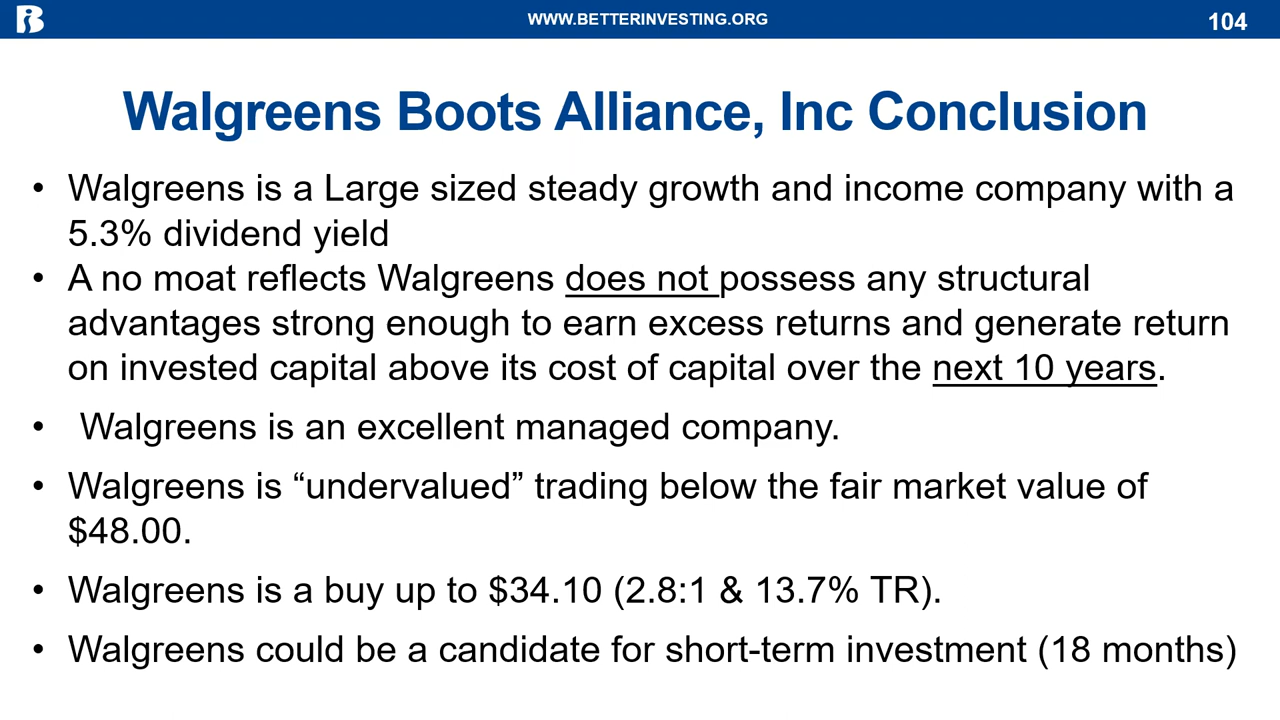 WWW.BETTERINVESTING.ORG
104
Walgreens Boots Alliance, Inc Conclusion
• Walgreens is a Large sized steady growth and income company with a
5.3% dividend yield
• A no moat reflects Walgreens does not possess any structural
advantages strong enough to earn excess returns and generate return
on invested capital above its cost of capital over the next 10 years.
• Walgreens is an excellent managed company.
• Walgreens is “undervalued” trading below the fair market value of
$48.00.
• Walgreens is a buy up to $34.10 (2.8:1 & 13.7% TR).
• Walgreens could be a candidate for short-term investment (18 months)